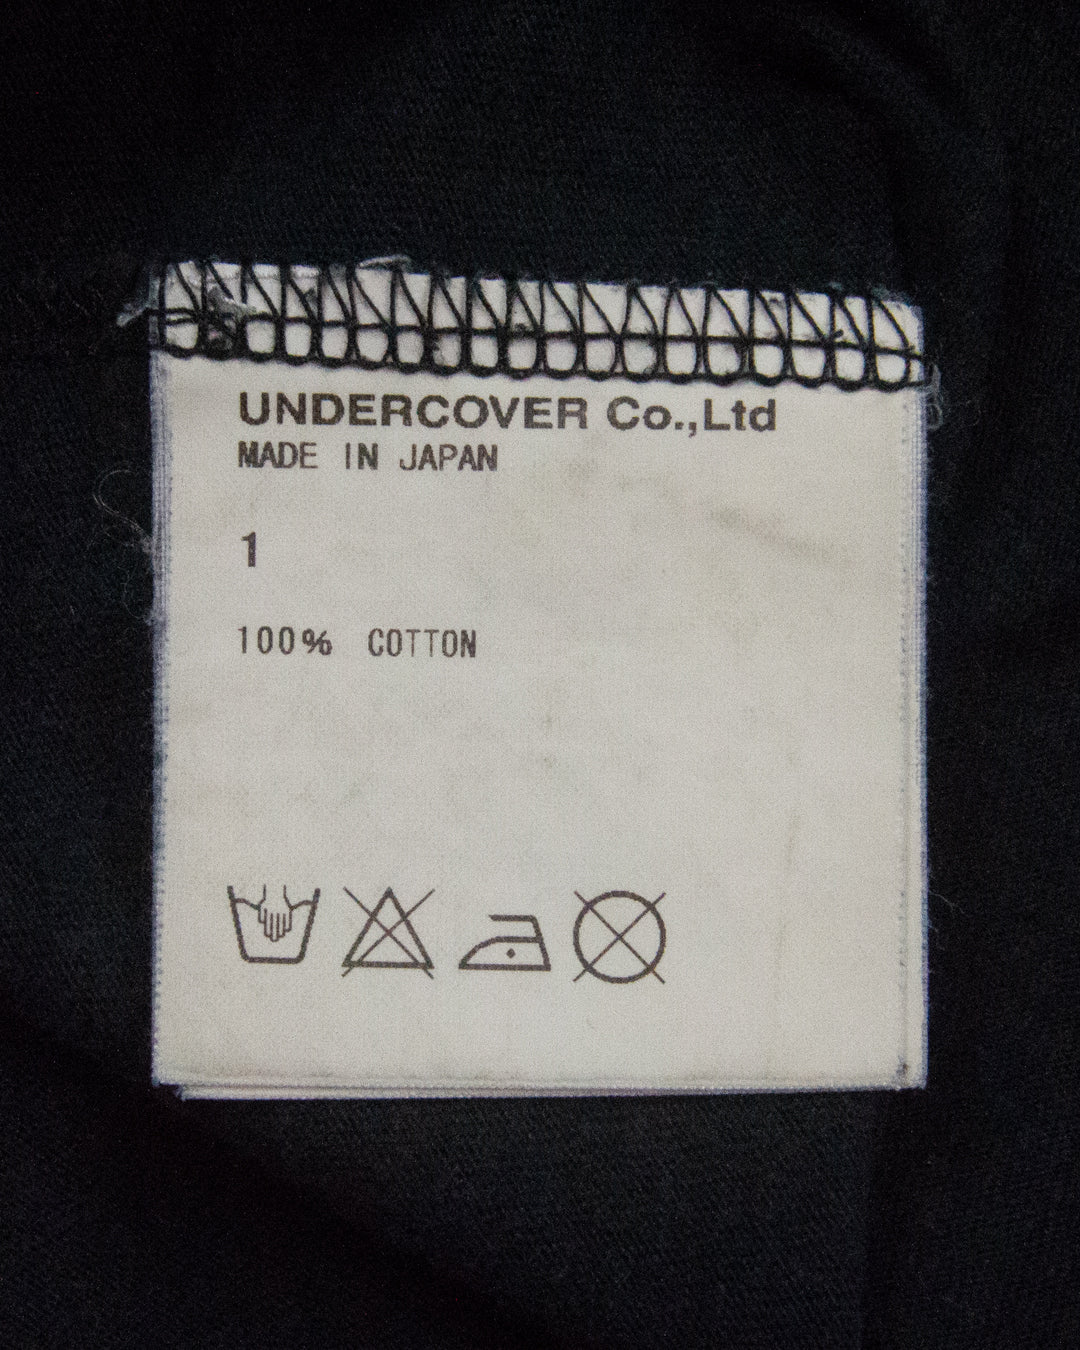 UNDERCOVER Co.,Ltd
MADE IN JAPAN
1
100% COTTON